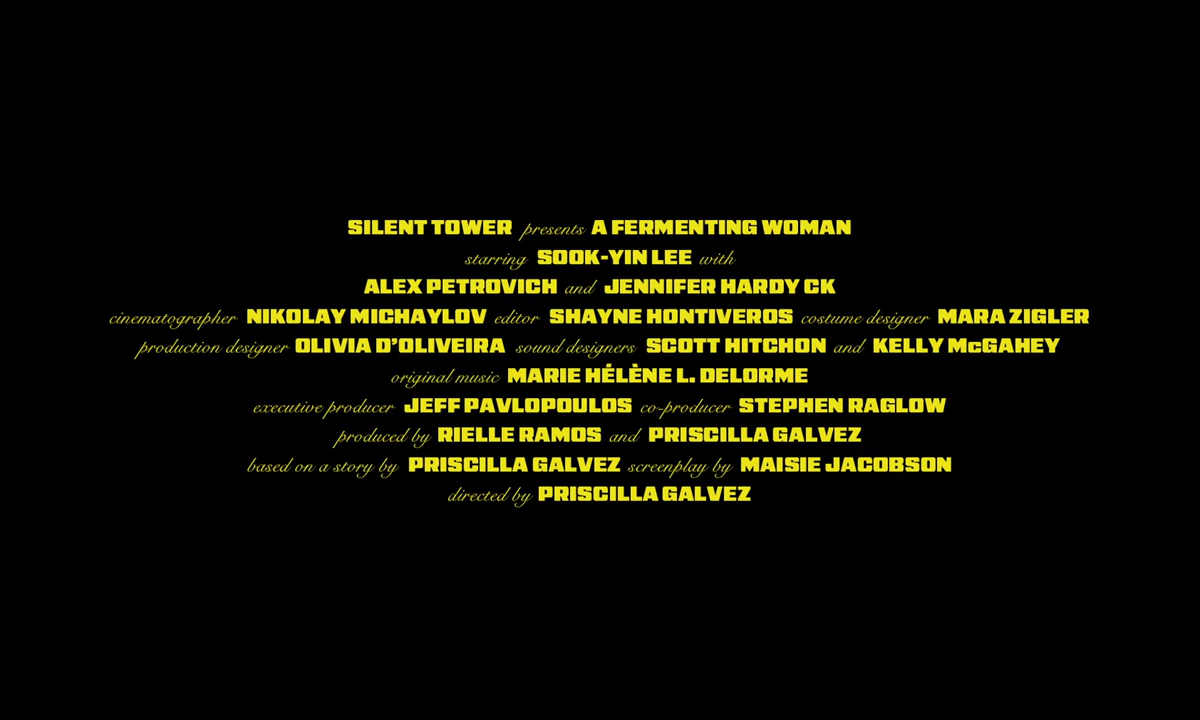 SILENT TOWER presents A FERMENTING WOMAN
starring SOOK-YIN LEE with
ALEX PETROVICH and JENNIFER HARDY CK
cinematographer NIKOLAY MICHAYLOV editor SHAYNE HONTIVEROS costume designer MARA ZIGLER
production designer OLIVIA D’OLIVEIRA sound designers SCOTT HITCHON and KELLY McGAHEY
original music MARIE HÉLÈNE L. DELORME
executive producer JEFF PAVLOPOULOS co-producer STEPHEN RAGLOW
produced by RIELLE RAMOS and PRISCILLA GALVEZ
based on a story by PRISCILLA GALVEZ screenplay by MAISIE JACOBSON
directed by PRISCILLA GALVEZ